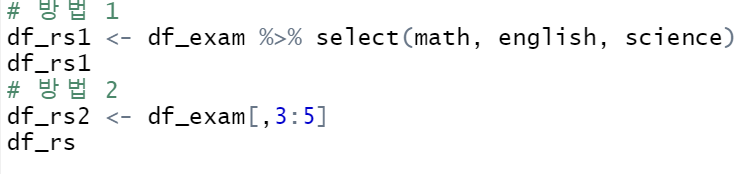 # 방법 1
df_rs1 <- df_exam %>% select(math, english, science)
df_rs1
# 방법 2
df_rs2 <- df_exam[,3:5]
df_rs